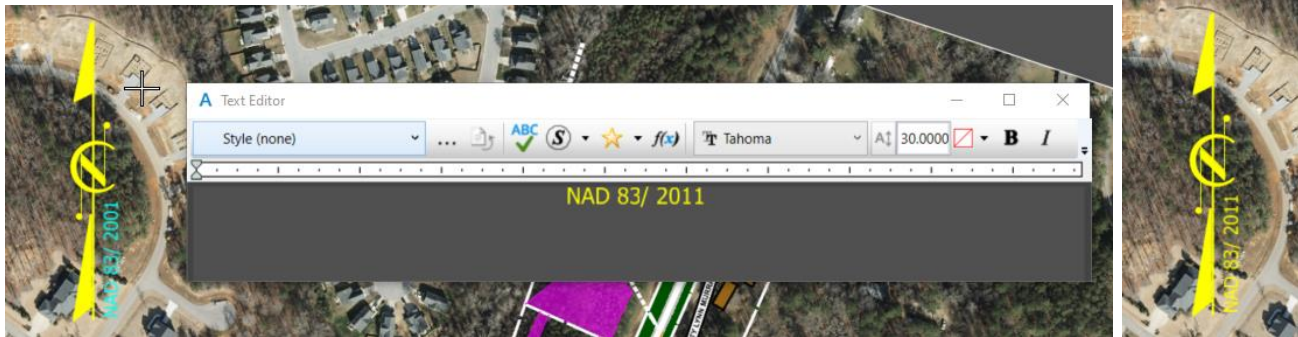 Text Editor
Style (none)
...
ABC
S
f(x)
Tahoma
30.0000
B
I
NAD 83/ 2011
NAD 83/ 2001
NAD 83/ 2011